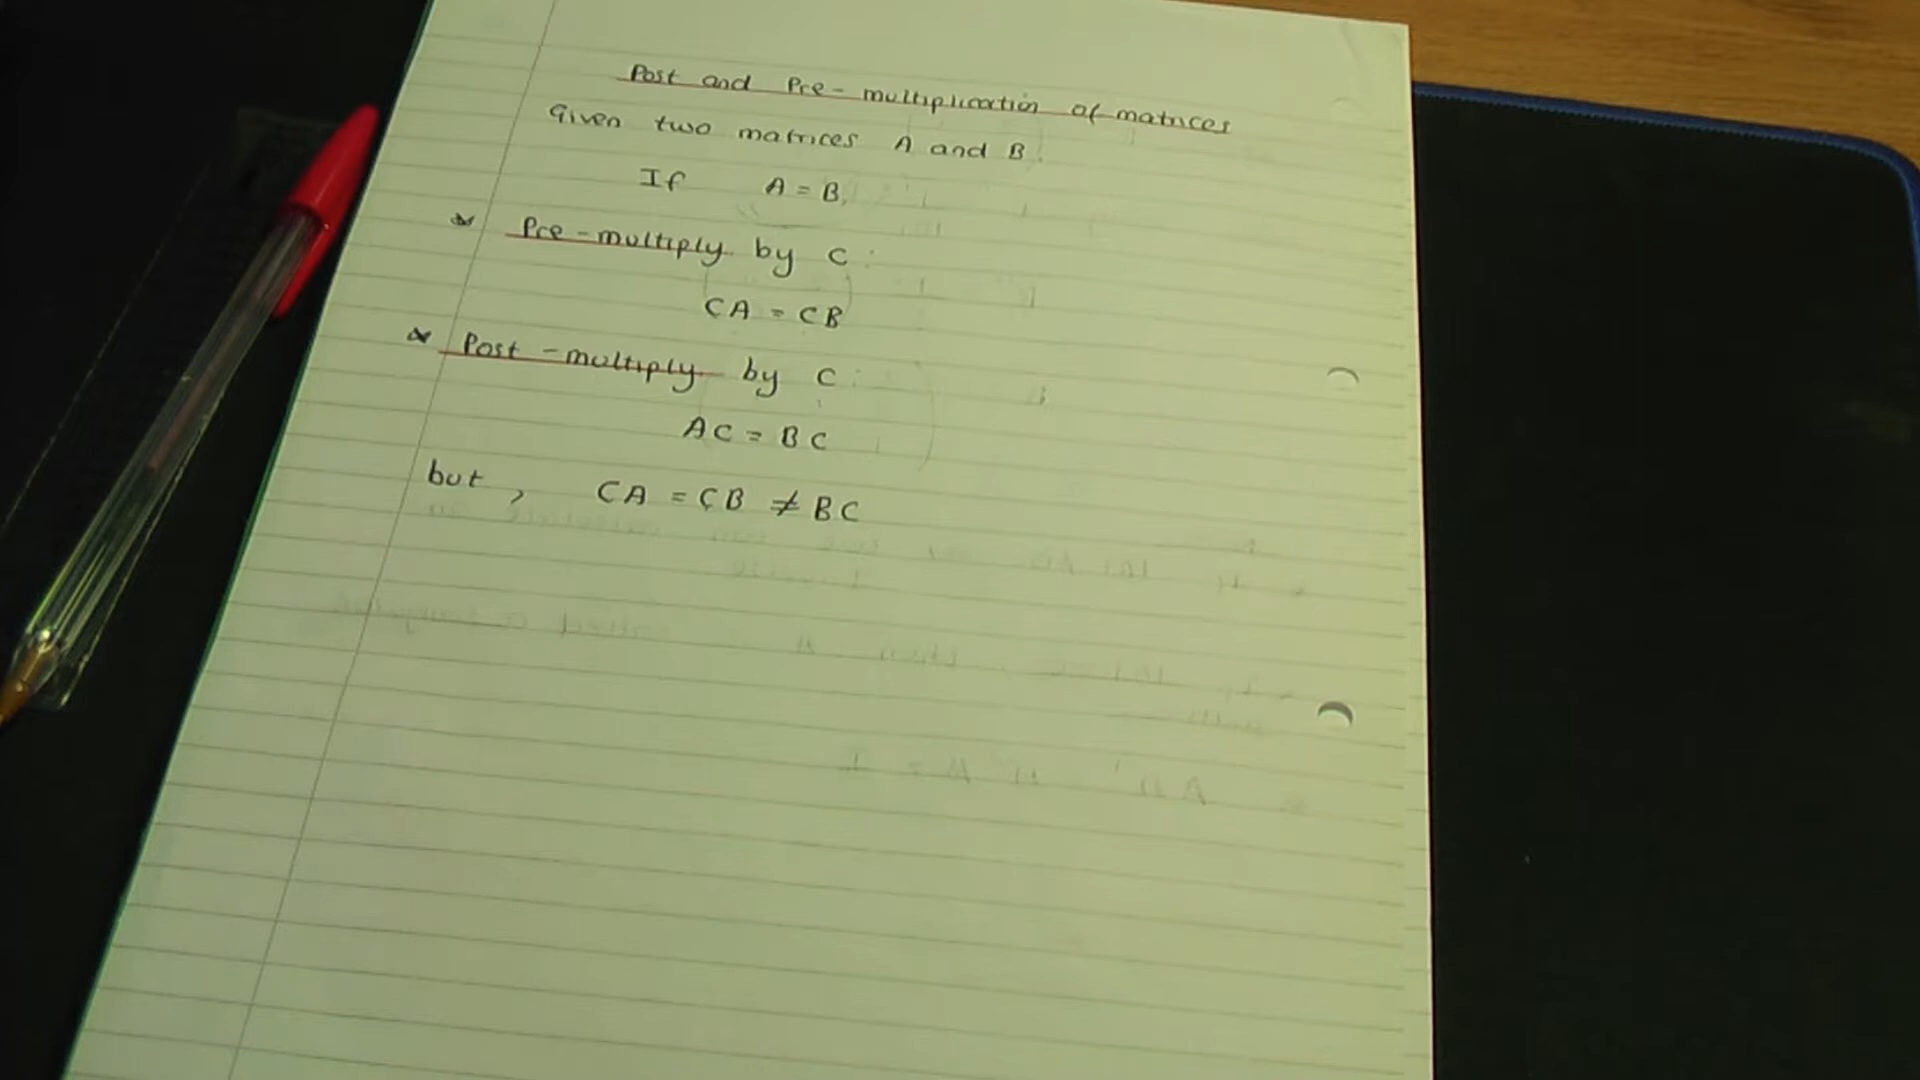 Post and Pre-multiplication of matrices
Given two matrices A and B.
If A = B,
* Pre-multiply by C:
CA = CB
* Post-multiply by C:
AC = BC
but, CA = CB ≠ BC